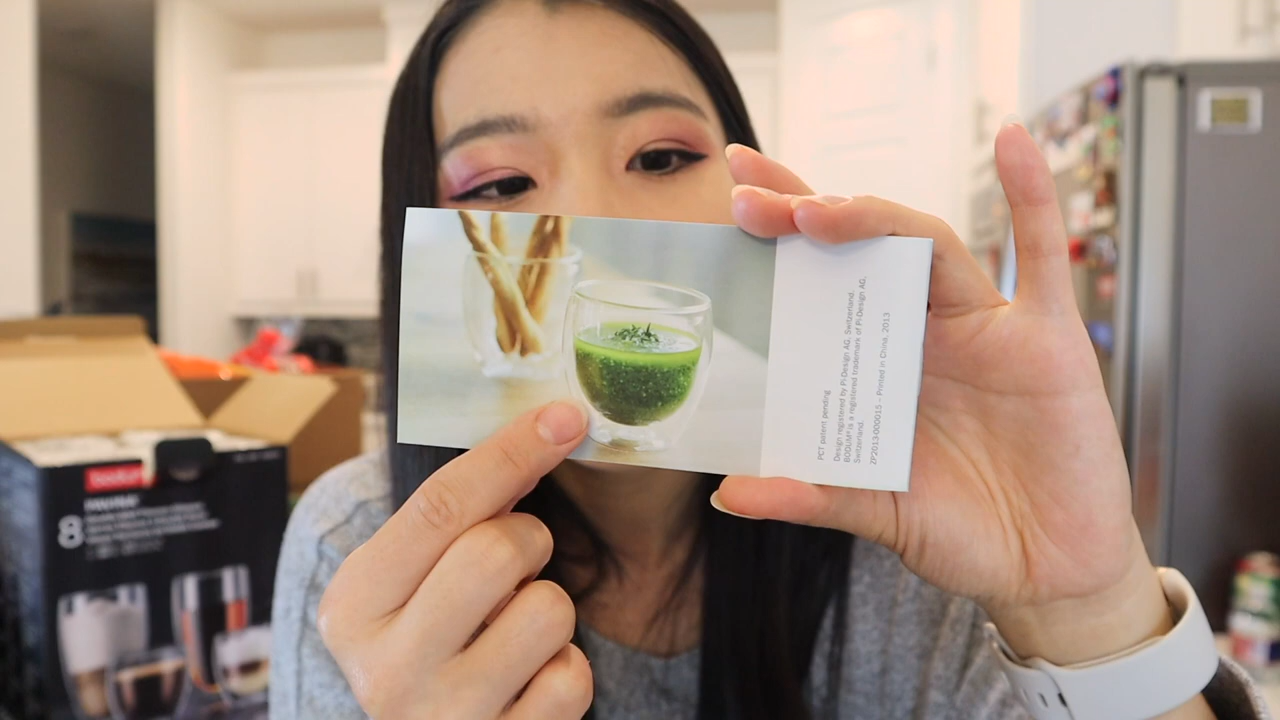 PCT patent pending
Design registered by Pi-Design AG, Switzerland.
BODUM® is a registered trademark of Pi-Design AG,
Switzerland.
ZP2013-000015 – Printed in China, 2013
bodum
PAVINA
8